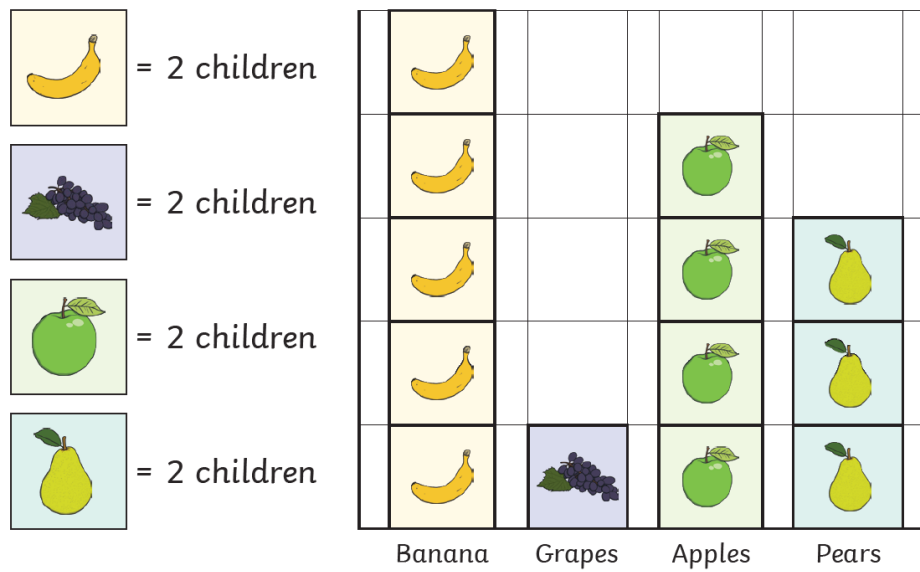 = 2 children
= 2 children
= 2 children
= 2 children
Banana Grapes Apples Pears